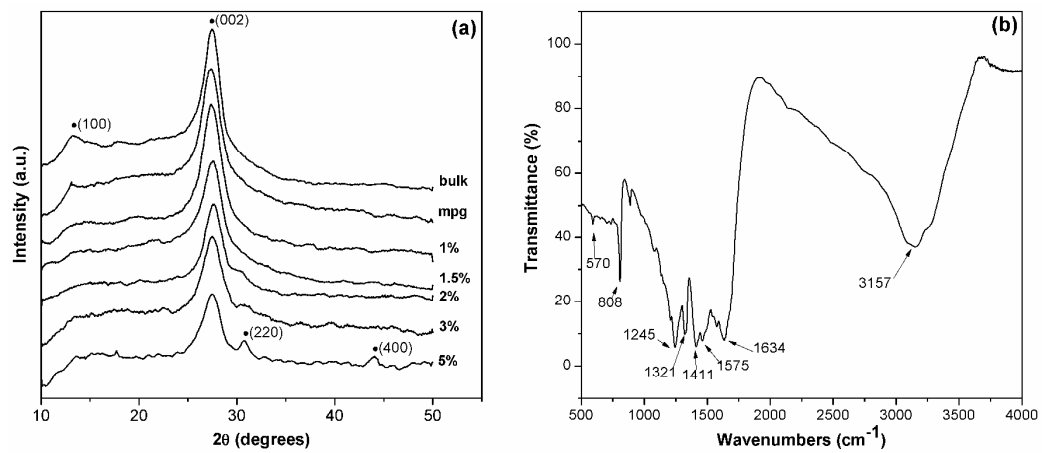 (a)
•(002)
•(100)
bulk
mpg
1%
1.5%
2%
3%
5%
•(220)
•(400)
Intensity (a.u.)
10 20 30 40 50
2θ (degrees)
(b)
Transmittance (%)
100
80
60
40
20
0
570
808
1245
1321
1411
1575
1634
3157
500 1000 1500 2000 2500 3000 3500 4000
Wavenumbers (cm⁻¹)